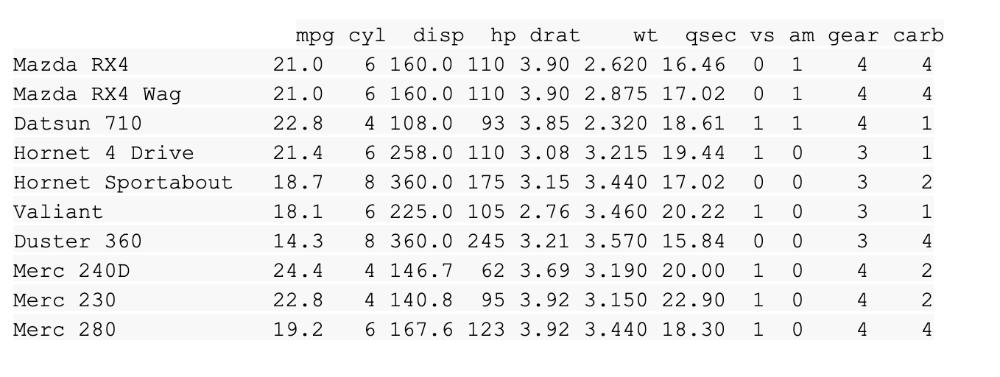 mpg cyl disp hp drat wt qsec vs am gear carb
Mazda RX4 21.0 6 160.0 110 3.90 2.620 16.46 0 1 4 4
Mazda RX4 Wag 21.0 6 160.0 110 3.90 2.875 17.02 0 1 4 4
Datsun 710 22.8 4 108.0 93 3.85 2.320 18.61 1 1 4 1
Hornet 4 Drive 21.4 6 258.0 110 3.08 3.215 19.44 1 0 3 1
Hornet Sportabout 18.7 8 360.0 175 3.15 3.440 17.02 0 0 3 2
Valiant 18.1 6 225.0 105 2.76 3.460 20.22 1 0 3 1
Duster 360 14.3 8 360.0 245 3.21 3.570 15.84 0 0 3 4
Merc 240D 24.4 4 146.7 62 3.69 3.190 20.00 1 0 4 2
Merc 230 22.8 4 140.8 95 3.92 3.150 22.90 1 0 4 2
Merc 280 19.2 6 167.6 123 3.92 3.440 18.30 1 0 4 4